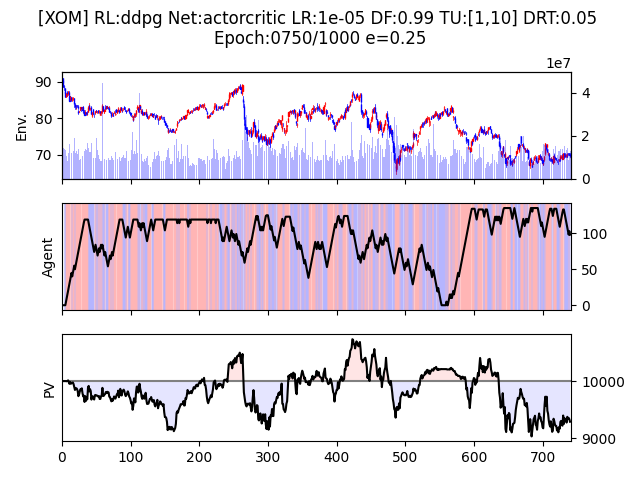 [XOM] RL:ddpg Net:actorcritic LR:1e-05 DF:0.99 TU:[1,10] DRT:0.05
Epoch:0750/1000 e=0.25
1e7
90
80
70
Env.
4
2
0
Agent
100
50
0
PV
10000
9000
0 100 200 300 400 500 600 700